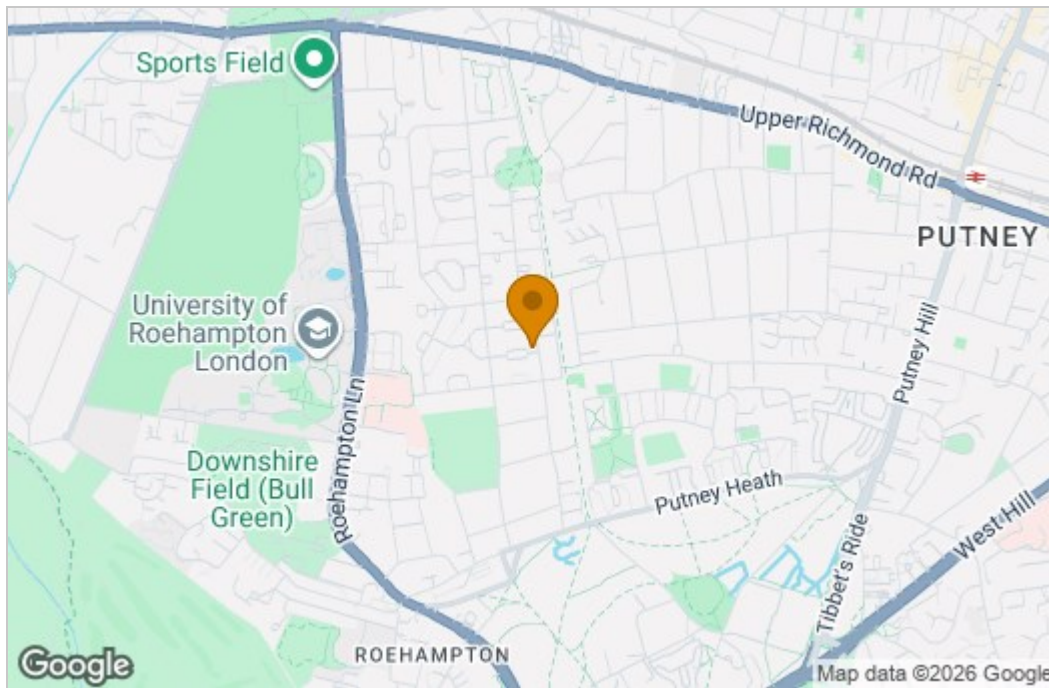 Sports Field
Upper Richmond Rd
PUTNEY
University of
Roehampton
London
Putney Hill
Roehampton Ln
Downshire
Field (Bull
Green)
Putney Heath
West Hill
Tibbet's Ride
ROEHAMPTON
Google
Map data ©2026 Google